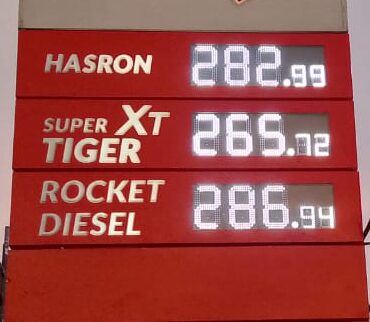 HASRON 282.99
SUPER XT 265.72
TIGER
ROCKET 286.94
DIESEL